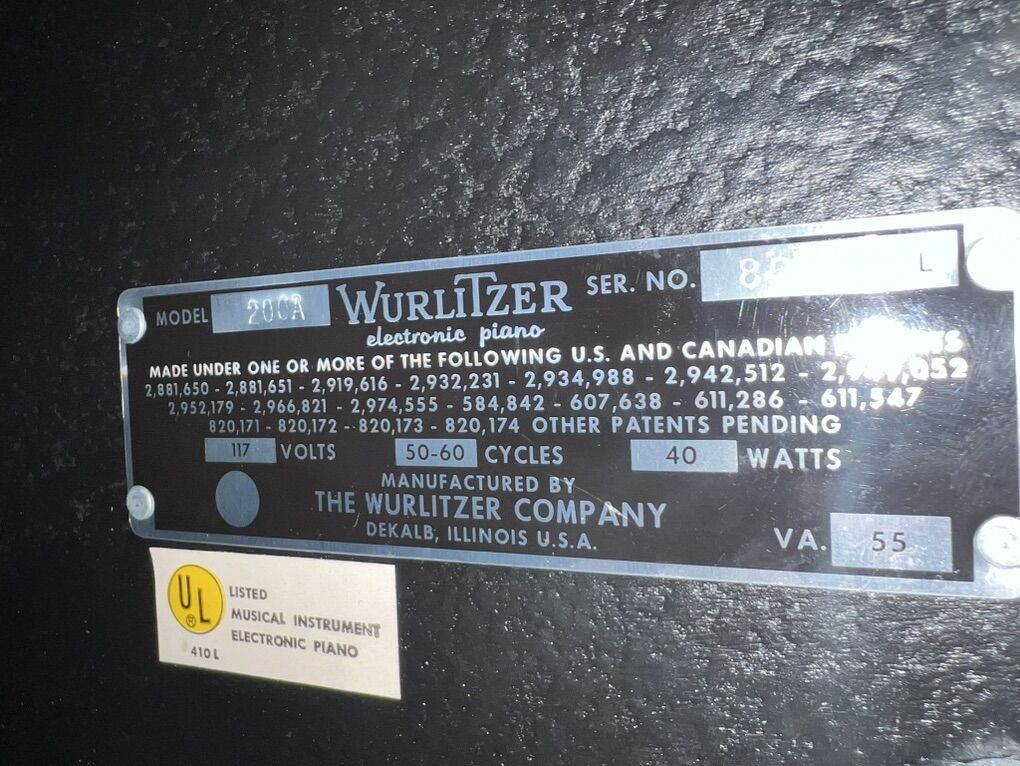 MODEL 200A WURLITZER SER. NO. 88 L
electronic piano
MADE UNDER ONE OR MORE OF THE FOLLOWING U.S. AND CANADIAN
2,881,650 - 2,881,651 - 2,919,616 - 2,932,231 - 2,934,988 - 2,942,512 -
2,952,179 - 2,966,821 - 2,974,555 - 584,842 - 607,638 - 611,286 - 611,547
820,171 - 820,172 - 820,173 - 820,174 OTHER PATENTS PENDING
117 VOLTS 50-60 CYCLES 40 WATTS
MANUFACTURED BY
THE WURLITZER COMPANY
DEKALB, ILLINOIS U.S.A.
VA. 55
UL
®
LISTED
MUSICAL INSTRUMENT
ELECTRONIC PIANO
410 L